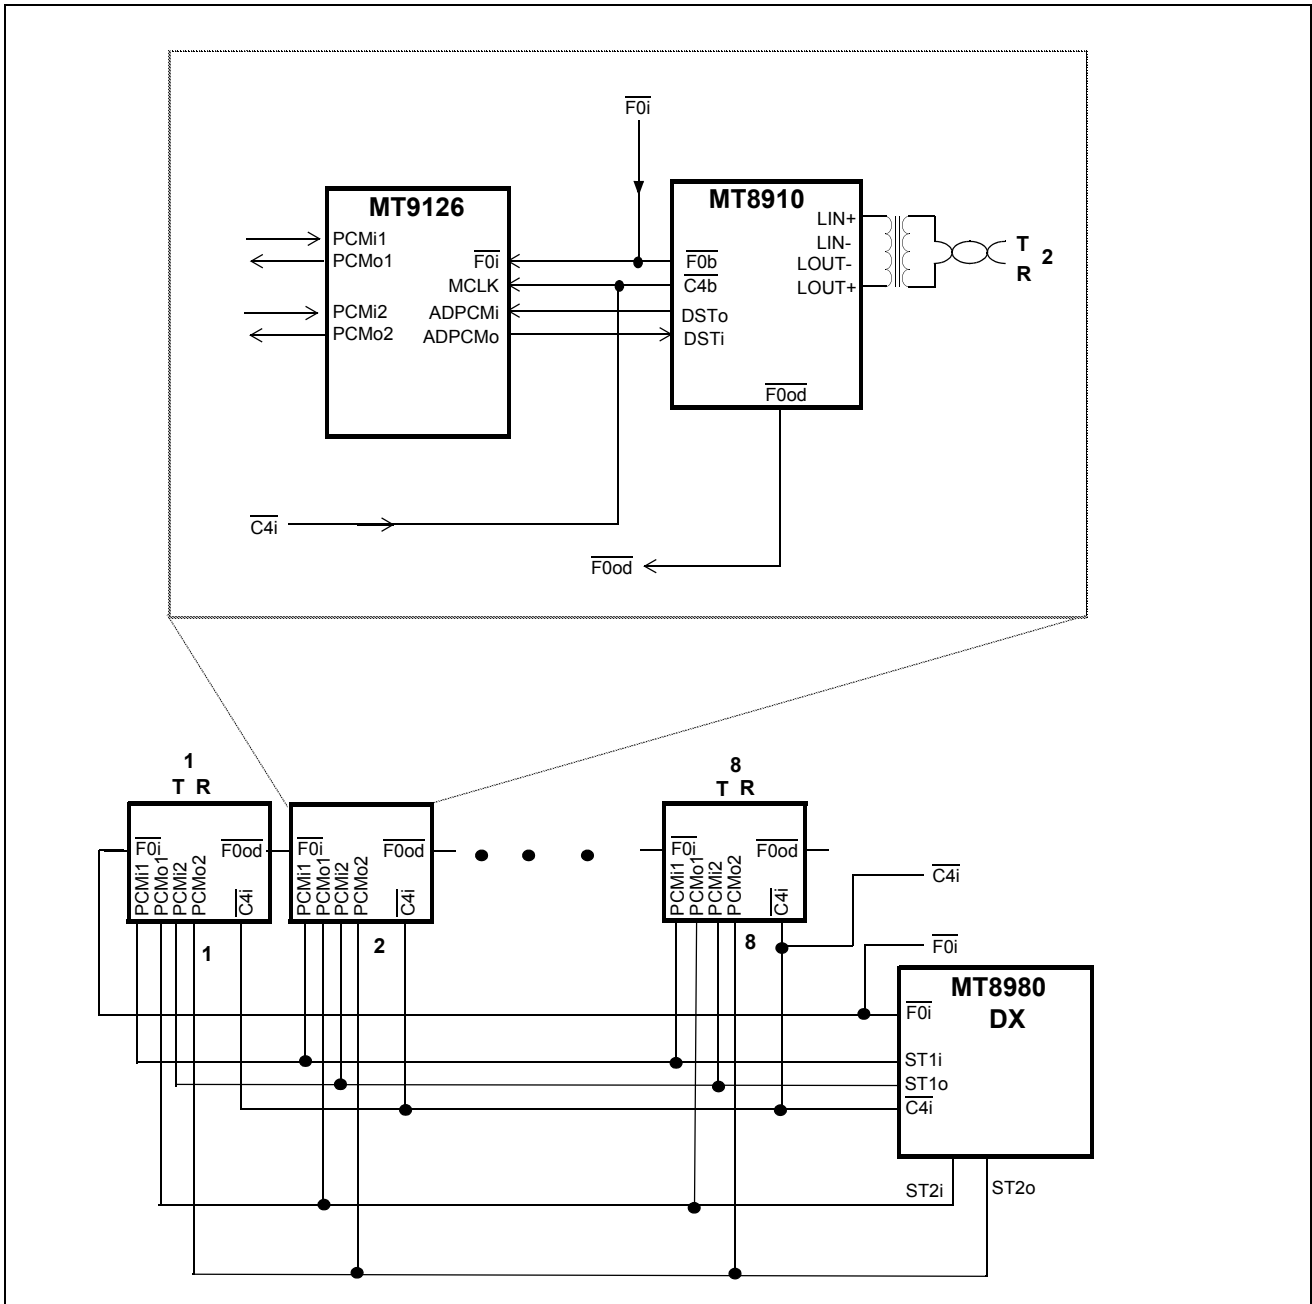 F0i
MT9126
MT8910
PCMi1
PCMo1
PCMi2
PCMo2
F0i
MCLK
ADPCMi
ADPCMo
F0b
C4b
DSTo
DSTi
F0od
LIN+
LIN-
LOUT-
LOUT+
T
R
2
C4i
F0od
1
T R
8
T R
F0i
F0od
PCMi1
PCMo1
PCMi2
PCMo2
C4i
1
F0i
F0od
PCMi1
PCMo1
PCMi2
PCMo2
C4i
2
F0i
F0od
PCMi1
PCMo1
PCMi2
PCMo2
C4i
8
C4i
F0i
MT8980
DX
F0i
ST1i
ST1o
C4i
ST2i
ST2o